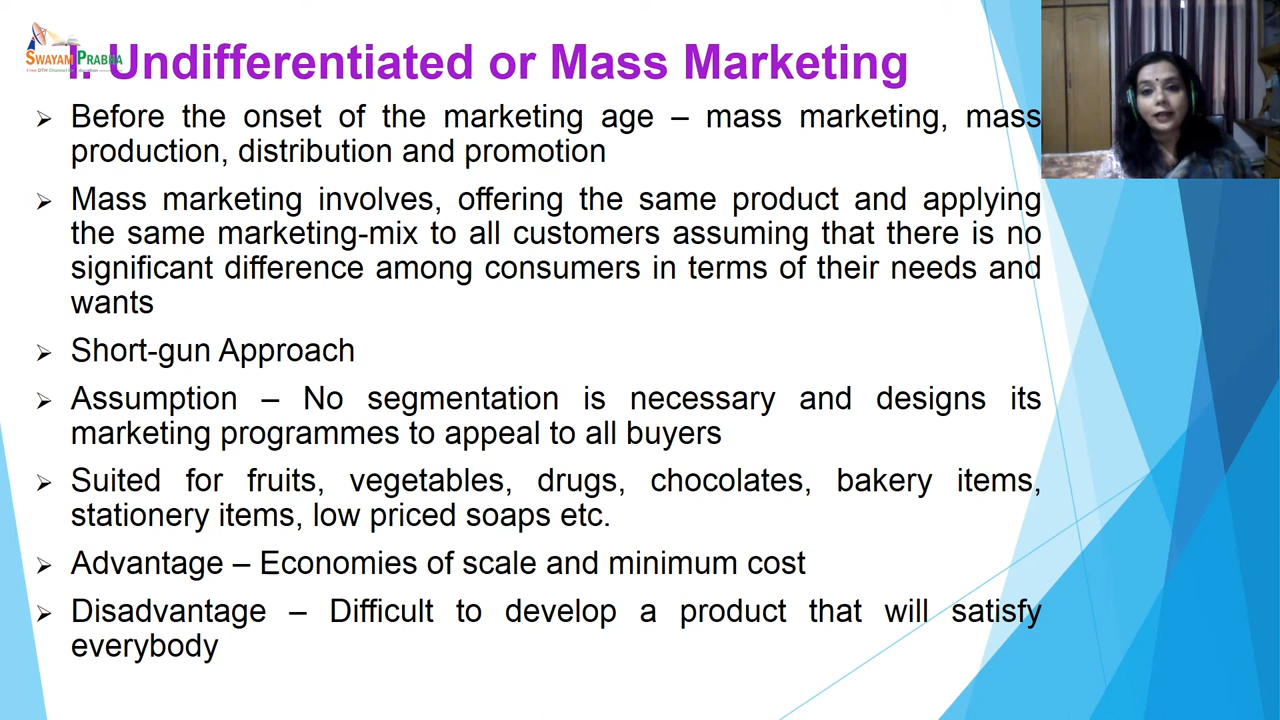 SWAYAM PRABHA
I. Undifferentiated or Mass Marketing
➢ Before the onset of the marketing age – mass marketing, mass
production, distribution and promotion
➢ Mass marketing involves, offering the same product and applying
the same marketing-mix to all customers assuming that there is no
significant difference among consumers in terms of their needs and
wants
➢ Short-gun Approach
➢ Assumption – No segmentation is necessary and designs its
marketing programmes to appeal to all buyers
➢ Suited for fruits, vegetables, drugs, chocolates, bakery items,
stationery items, low priced soaps etc.
➢ Advantage – Economies of scale and minimum cost
➢ Disadvantage – Difficult to develop a product that will satisfy
everybody